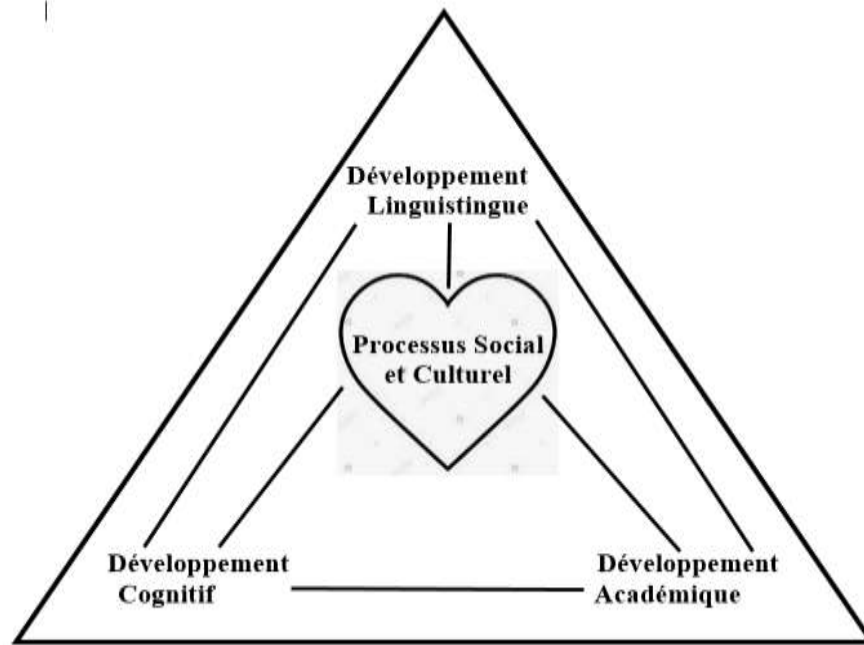 Développement
Linguistingue
Processus Social
et Culturel
Développement
Cognitif
Développement
Académique